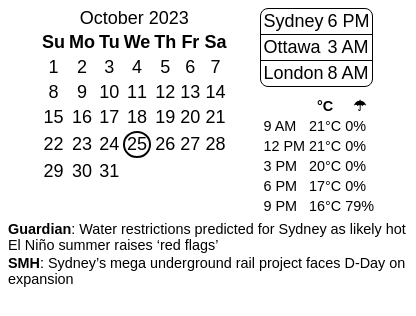 October 2023
Su Mo Tu We Th Fr Sa
1 2 3 4 5 6 7
8 9 10 11 12 13 14
15 16 17 18 19 20 21
22 23 24 25 26 27 28
29 30 31
Sydney 6 PM
Ottawa 3 AM
London 8 AM
°C ☂
9 AM 21°C 0%
12 PM 21°C 0%
3 PM 20°C 0%
6 PM 17°C 0%
9 PM 16°C 79%
Guardian: Water restrictions predicted for Sydney as likely hot
El Niño summer raises ‘red flags’
SMH: Sydney’s mega underground rail project faces D-Day on
expansion